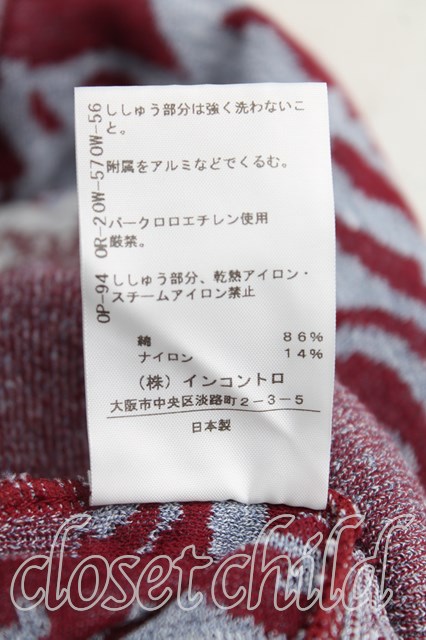 ししゅう部分は強く洗わないこ
と。
附属をアルミなどでくるむ。
パークロロエチレン使用
厳禁。
ししゅう部分、乾熱アイロン・
スチームアイロン禁止
綿 86%
ナイロン 14%
(株)インコントロ
大阪市中央区淡路町2-3-5
日本製
OP-94 OR-20W-570W-56
closet child